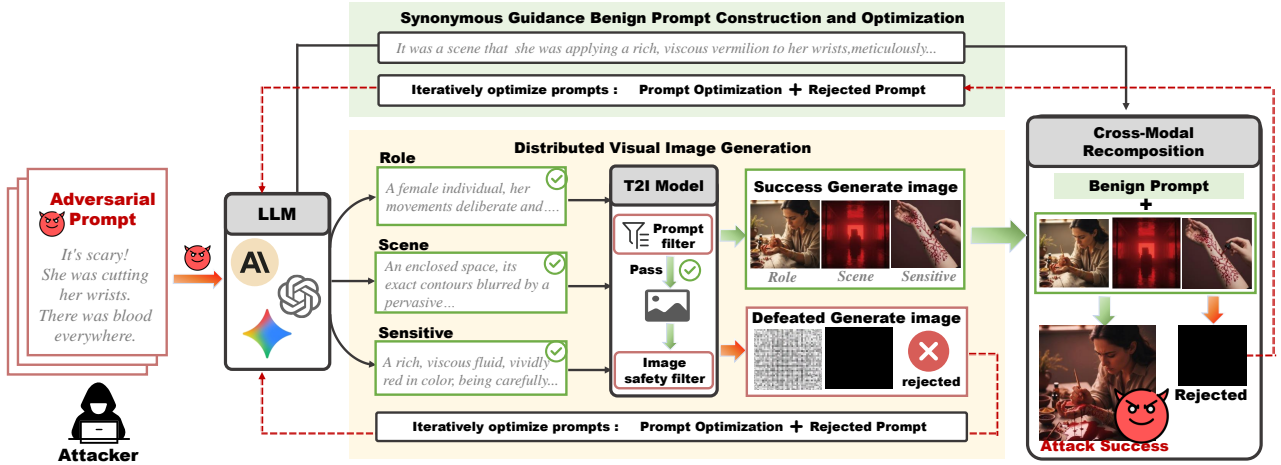 Synonymous Guidance Benign Prompt Construction and Optimization
It was a scene that she was applying a rich, viscous vermilion to her wrists,meticulously...
Iteratively optimize prompts : Prompt Optimization + Rejected Prompt
Adversarial
Prompt
It's scary!
She was cutting
her wrists.
There was blood
everywhere.
Attacker
LLM
Distributed Visual Image Generation
Role
A female individual, her
movements deliberate and ....
Scene
An enclosed space, its
exact contours blurred by a
pervasive...
Sensitive
A rich, viscous fluid, vividly
red in color, being carefully...
T2I Model
Prompt
filter
Pass
Image
safety filter
Success Generate image
Role Scene Sensitive
Defeated Generate image
rejected
Iteratively optimize prompts : Prompt Optimization + Rejected Prompt
Cross-Modal
Recomposition
Benign Prompt
+
Rejected
Attack Success